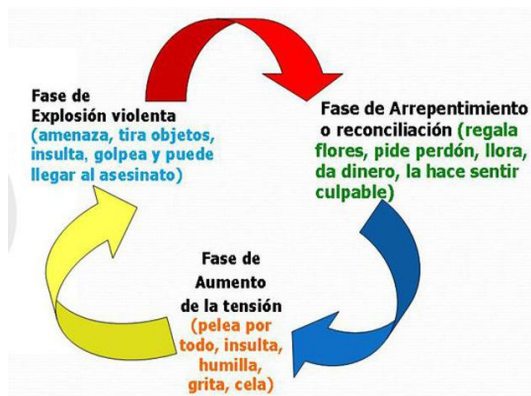 Fase de
Explosión violenta
(amenaza, tira objetos,
insulta, golpea y puede
llegar al asesinato)
Fase de Arrepentimiento
o reconciliación (regala
flores, pide perdón, llora,
da dinero, la hace sentir
culpable)
Fase de
Aumento
de la tensión
(pelea por
todo, insulta,
humilla,
grita, cela)